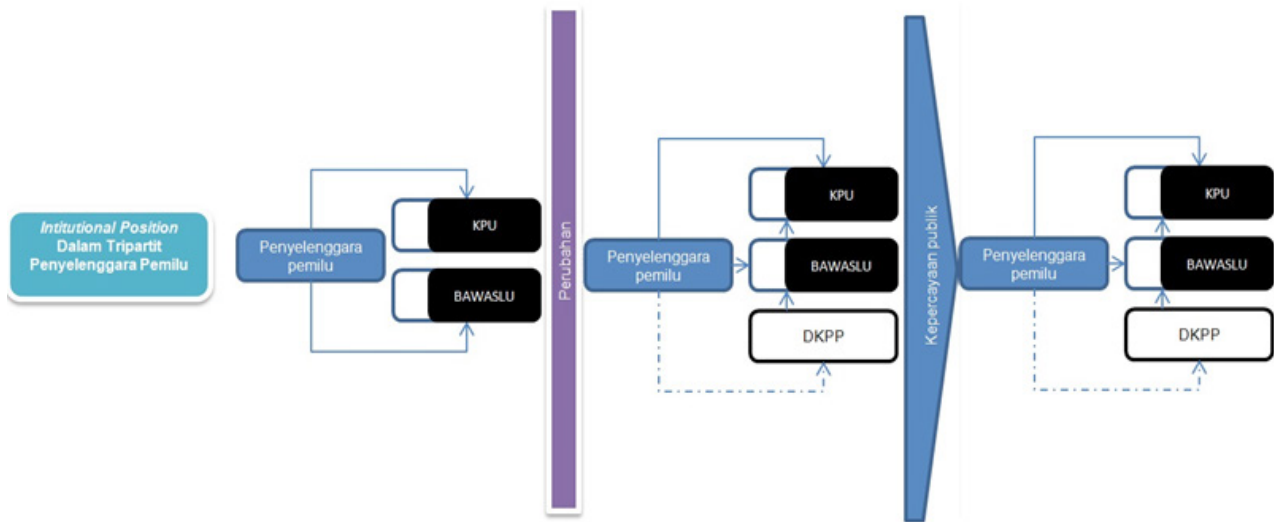 Intitutional Position
Dalam Tripartit
Penyelenggara Pemilu
Penyelenggara
pemilu
KPU
BAWASLU
Perubahan
Penyelenggara
pemilu
KPU
BAWASLU
DKPP
Kepercayaan publik
Penyelenggara
pemilu
KPU
BAWASLU
DKPP